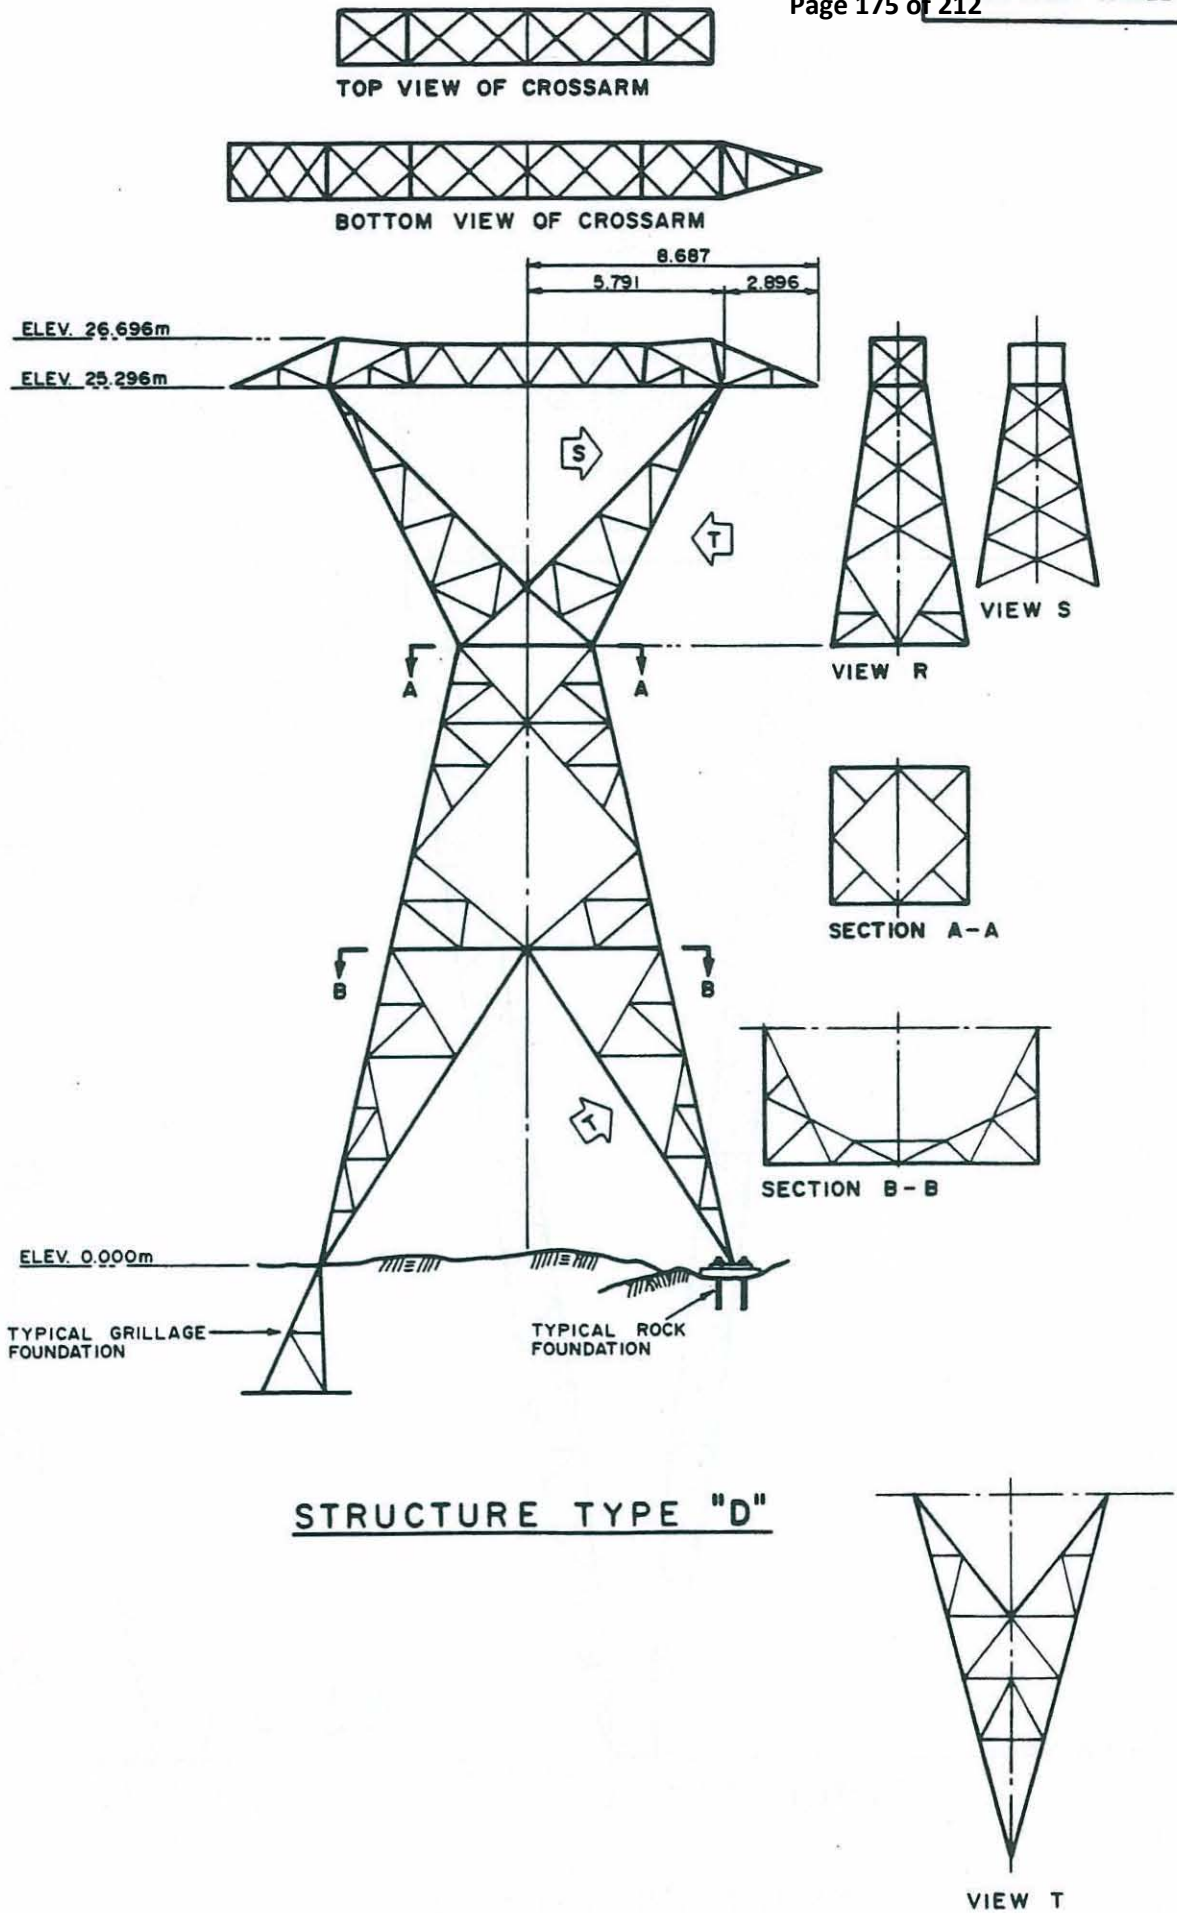 Page 175 of 212
TOP VIEW OF CROSSARM
BOTTOM VIEW OF CROSSARM
8.687
5.791
2.896
ELEV. 26.696m
ELEV. 25.296m
S
T
VIEW S
VIEW R
A
A
SECTION A-A
B
B
SECTION B-B
T
ELEV. 0.000m
TYPICAL GRILLAGE
FOUNDATION
TYPICAL ROCK
FOUNDATION
STRUCTURE TYPE "D"
VIEW T